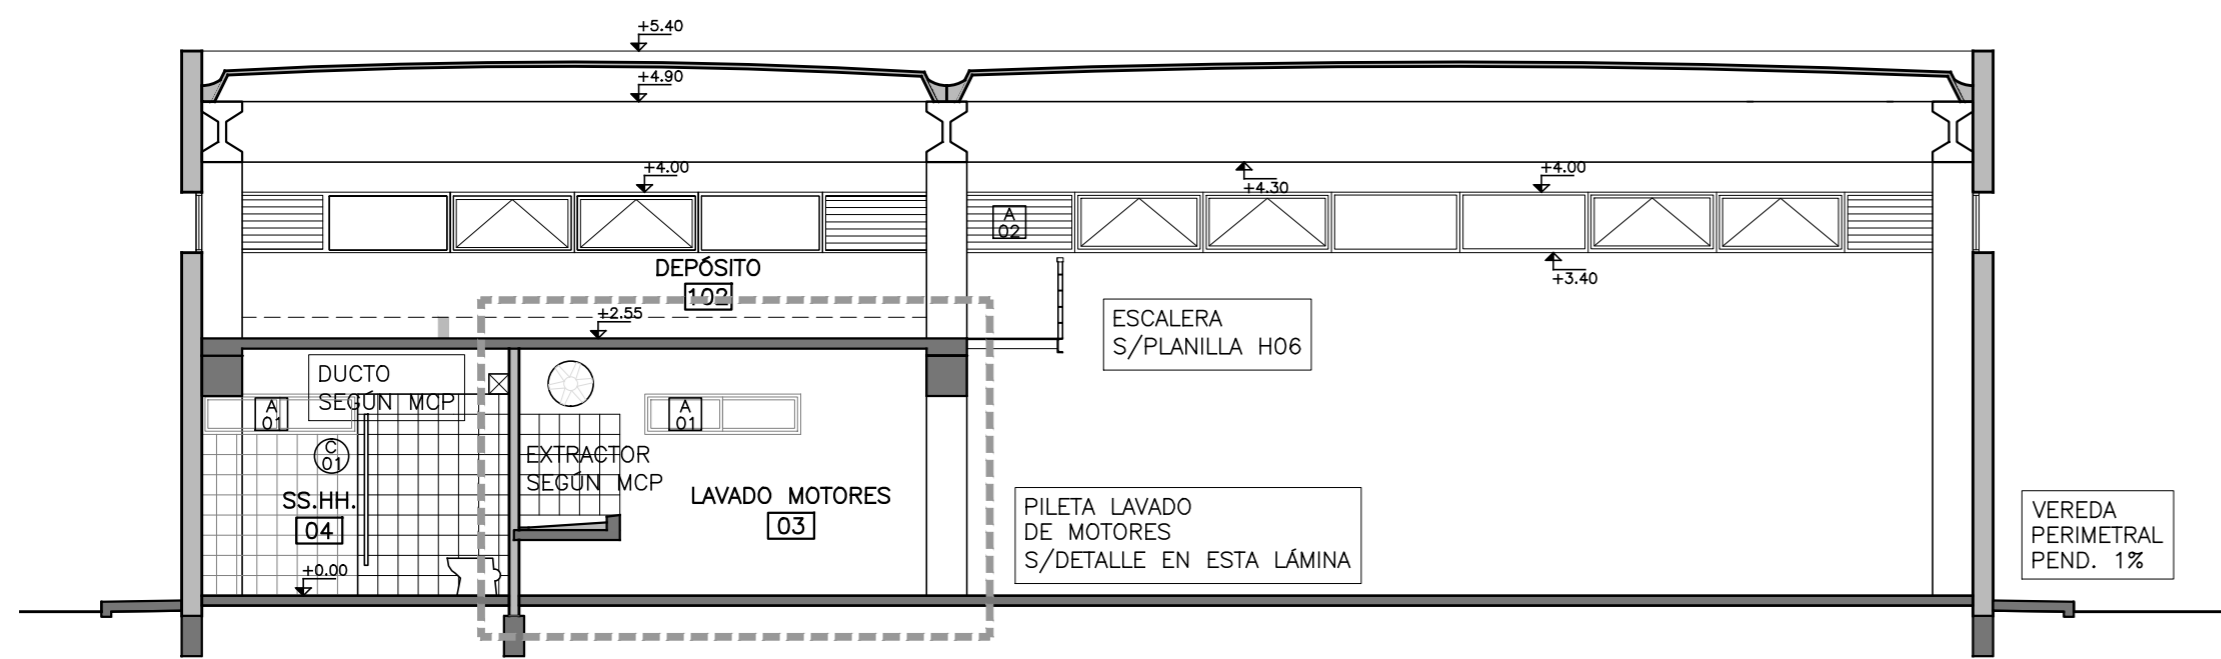 +5.40
+4.90
+4.00
+4.30
+4.00
A
02
DEPÓSITO
102
+3.40
+2.55
ESCALERA
S/PLANILLA H06
DUCTO
SEGÚN MCP
A
01
A
01
C
01
EXTRACTOR
SEGÚN MCP
SS.HH.
04
LAVADO MOTORES
03
PILETA LAVADO
DE MOTORES
S/DETALLE EN ESTA LÁMINA
VEREDA
PERIMETRAL
PEND. 1%
+0.00